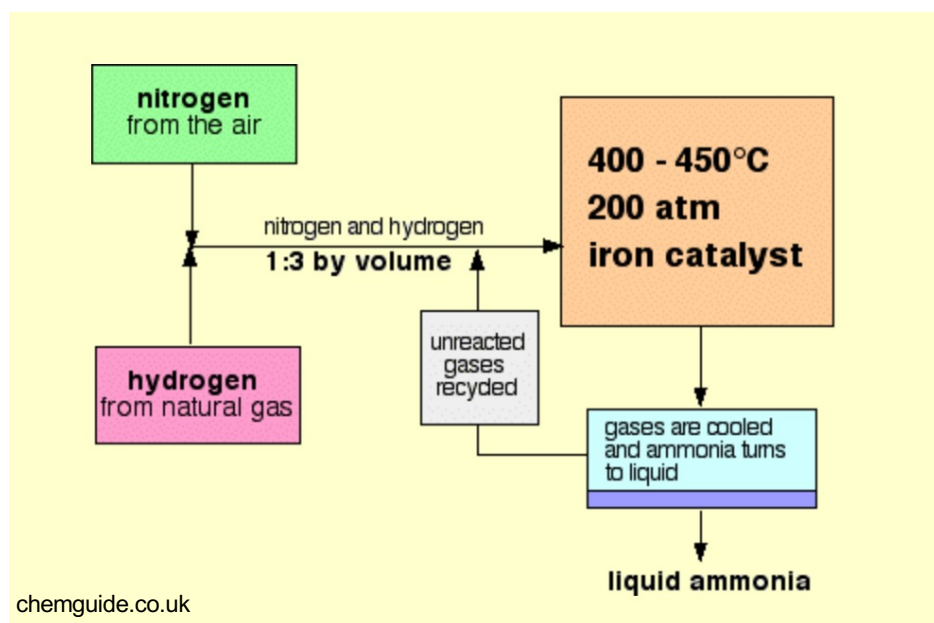 nitrogen
from the air
400 - 450°C
200 atm
iron catalyst
nitrogen and hydrogen
1:3 by volume
unreacted
gases
recycled
hydrogen
from natural gas
gases are cooled
and ammonia turns
to liquid
liquid ammonia
chemguide.co.uk